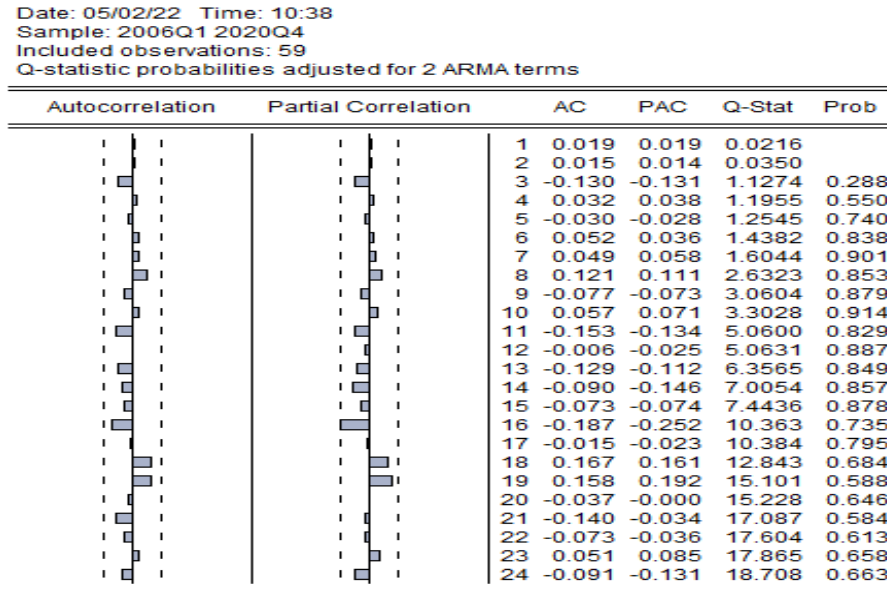 Date: 05/02/22 Time: 10:38
Sample: 2006Q1 2020Q4
Included observations: 59
Q-statistic probabilities adjusted for 2 ARMA terms
Autocorrelation Partial Correlation AC PAC Q-Stat Prob
1 0.019 0.019 0.0216
2 0.015 0.014 0.0350
3 -0.130 -0.131 1.1274 0.288
4 0.032 0.038 1.1955 0.550
5 -0.030 -0.028 1.2545 0.740
6 0.052 0.036 1.4382 0.838
7 0.049 0.058 1.6044 0.901
8 0.121 0.111 2.6323 0.853
9 -0.077 -0.073 3.0604 0.879
10 0.057 0.071 3.3028 0.914
11 -0.153 -0.134 5.0600 0.829
12 -0.006 -0.025 5.0631 0.887
13 -0.129 -0.112 6.3565 0.849
14 -0.090 -0.146 7.0054 0.857
15 -0.073 -0.074 7.4436 0.878
16 -0.187 -0.252 10.363 0.735
17 -0.015 -0.023 10.384 0.795
18 0.167 0.161 12.843 0.684
19 0.158 0.192 15.101 0.588
20 -0.037 -0.000 15.228 0.646
21 -0.140 -0.034 17.087 0.584
22 -0.073 -0.036 17.604 0.613
23 0.051 0.085 17.865 0.658
24 -0.091 -0.131 18.708 0.663